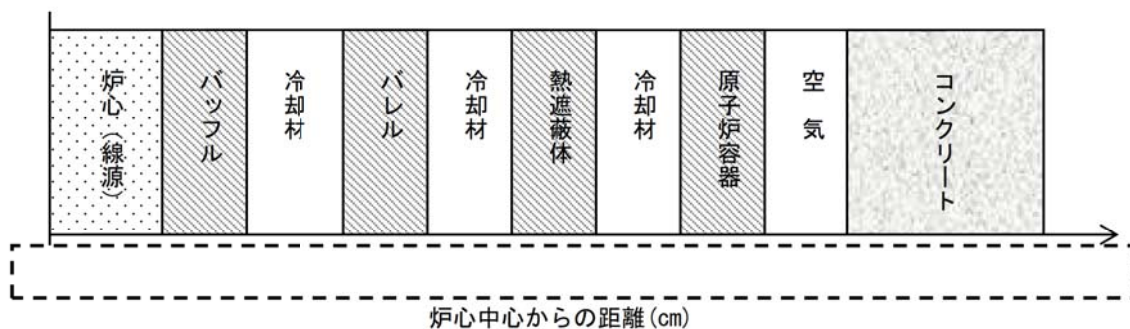 炉心（線源）
バッフル
冷却材
バレル
冷却材
熱遮蔽体
冷却材
原子炉容器
空気
コンクリート
炉心中心からの距離(cm)